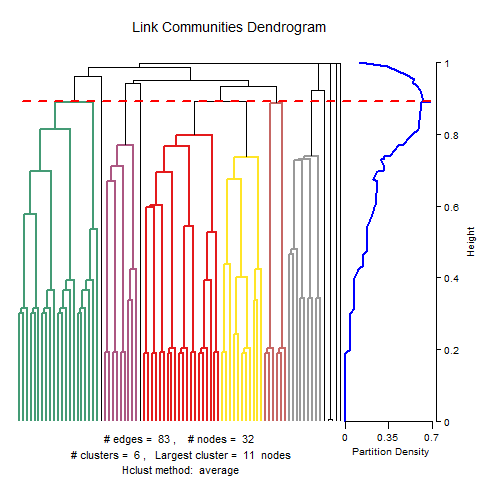 Link Communities Dendrogram
1
0.8
0.6
0.4
0.2
0
Height
0 0.35 0.7
Partition Density
# edges = 83 , # nodes = 32
# clusters = 6 , Largest cluster = 11 nodes
Hclust method: average